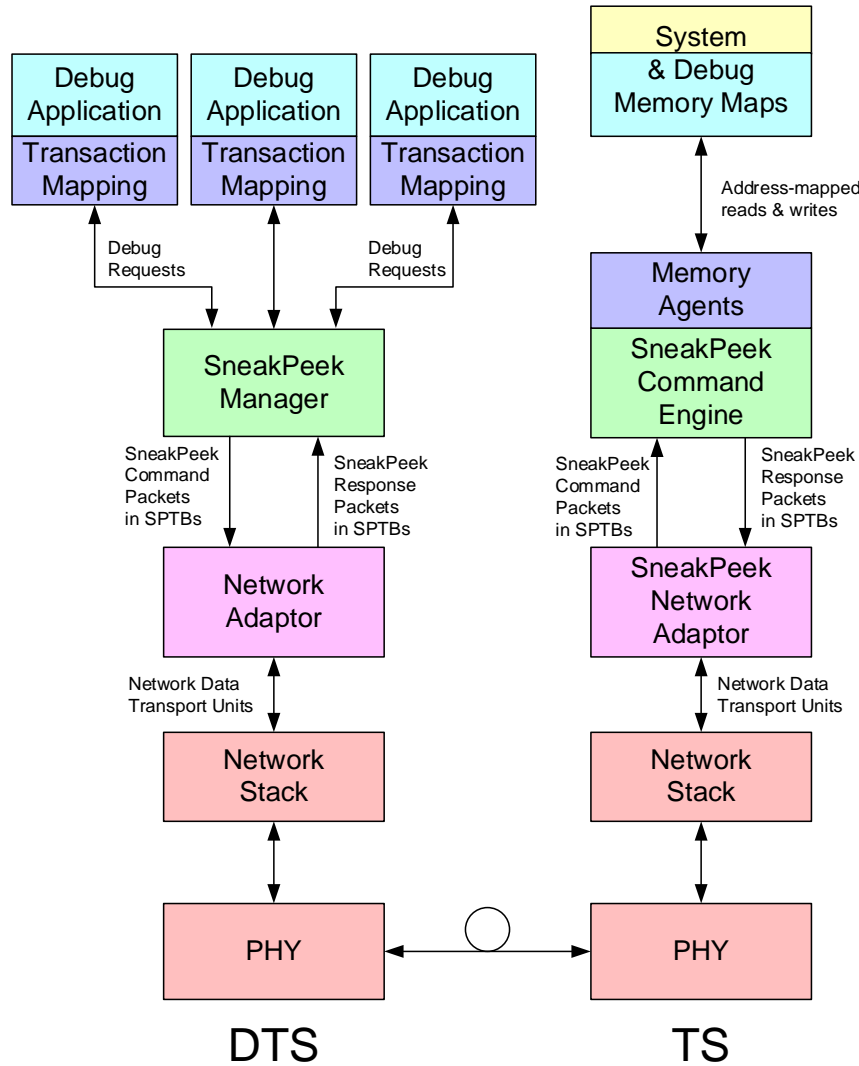 Debug
Application
Transaction
Mapping
Debug
Application
Transaction
Mapping
Debug
Application
Transaction
Mapping
System
& Debug
Memory Maps
Debug
Requests
Debug
Requests
Address-mapped
reads & writes
SneakPeek
Manager
Memory
Agents
SneakPeek
Command
Engine
SneakPeek
Command
Packets
in SPTBs
SneakPeek
Response
Packets
in SPTBs
SneakPeek
Command
Packets
in SPTBs
SneakPeek
Response
Packets
in SPTBs
Network
Adaptor
SneakPeek
Network
Adaptor
Network Data
Transport Units
Network Data
Transport Units
Network
Stack
Network
Stack
PHY
PHY
DTS
TS